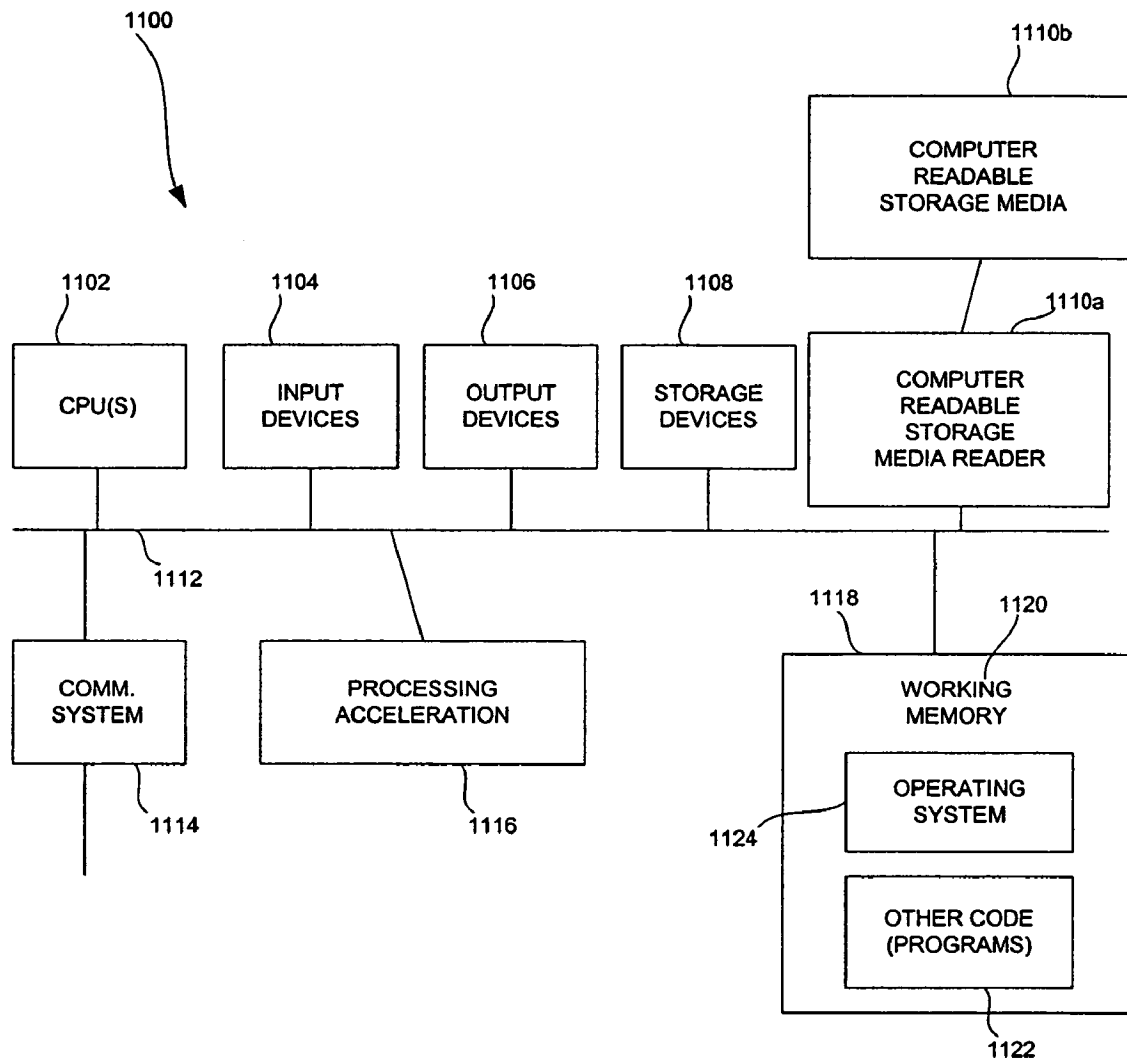 1100
1110b
COMPUTER
READABLE
STORAGE MEDIA
1102
1104
1106
1108
1110a
CPU(S)
INPUT
DEVICES
OUTPUT
DEVICES
STORAGE
DEVICES
COMPUTER
READABLE
STORAGE
MEDIA READER
1112
1118
1120
COMM.
SYSTEM
PROCESSING
ACCELERATION
WORKING
MEMORY
1114
1116
OPERATING
SYSTEM
1124
OTHER CODE
(PROGRAMS)
1122